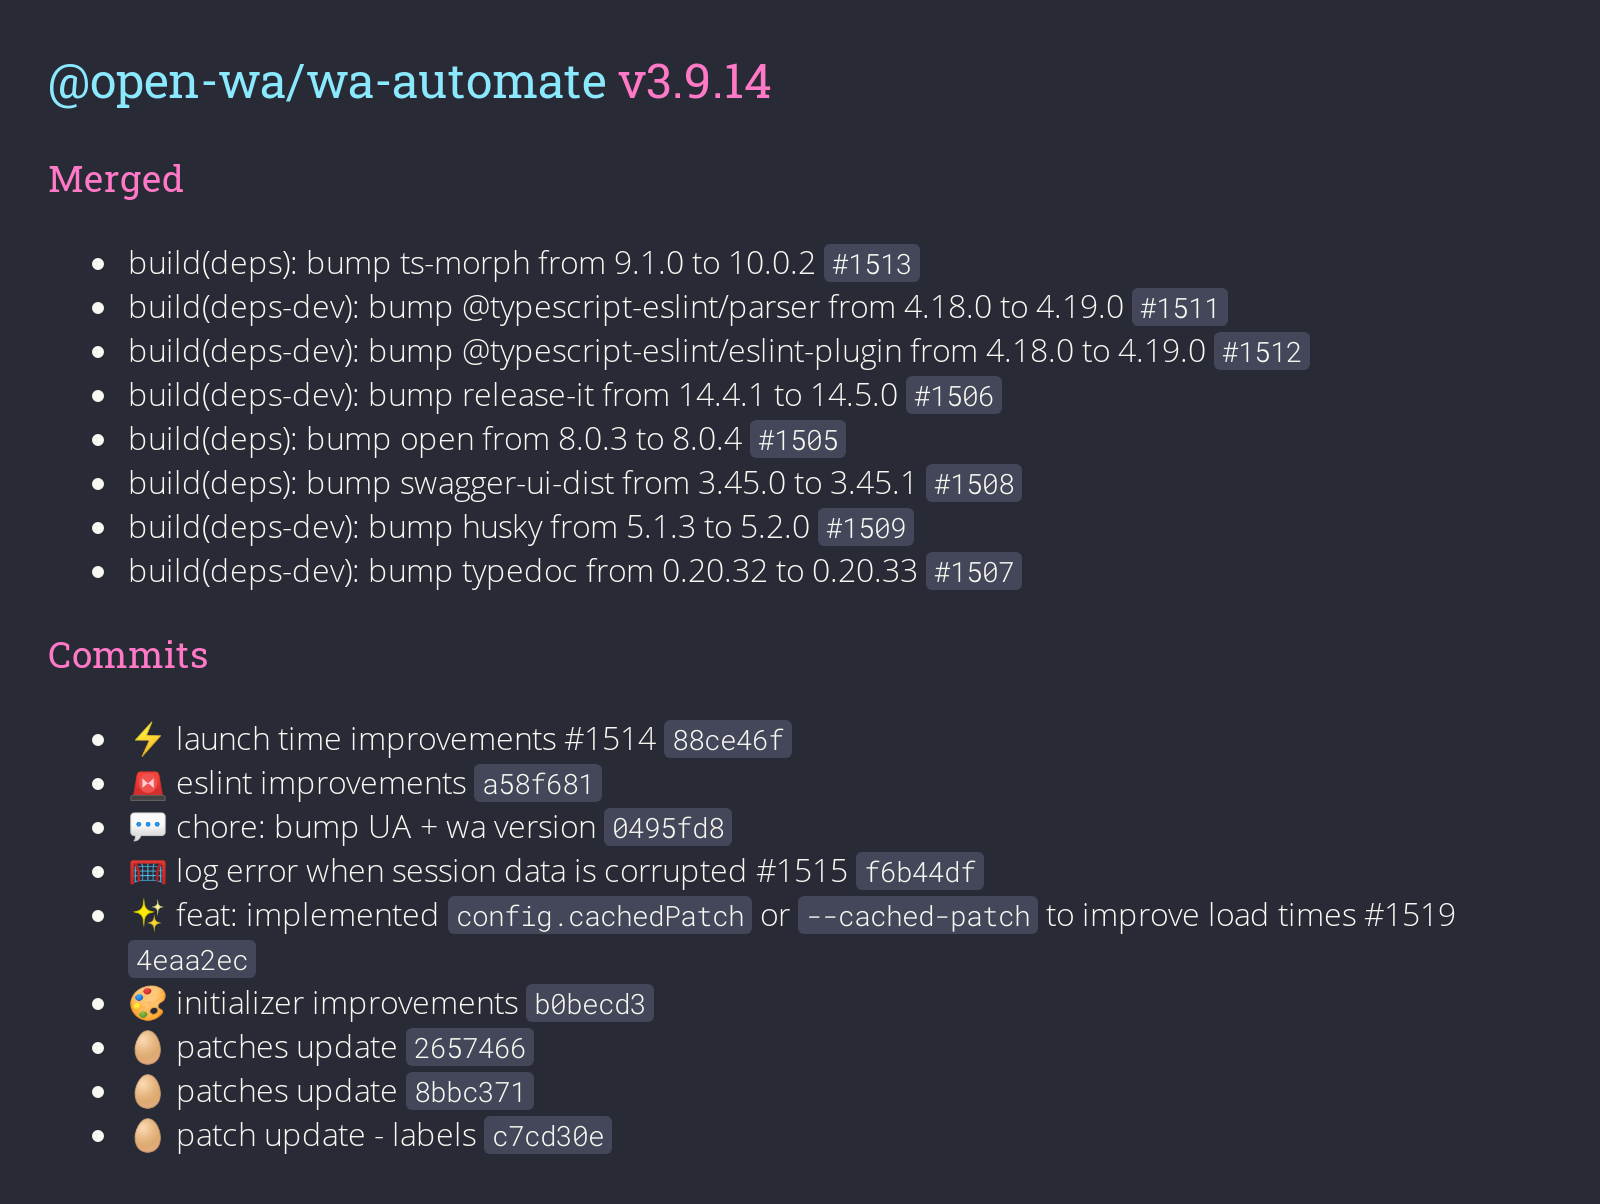 @open-wa/wa-automate v3.9.14
Merged
build(deps): bump ts-morph from 9.1.0 to 10.0.2 #1513
build(deps-dev): bump @typescript-eslint/parser from 4.18.0 to 4.19.0 #1511
build(deps-dev): bump @typescript-eslint/eslint-plugin from 4.18.0 to 4.19.0 #1512
build(deps-dev): bump release-it from 14.4.1 to 14.5.0 #1506
build(deps): bump open from 8.0.3 to 8.0.4 #1505
build(deps): bump swagger-ui-dist from 3.45.0 to 3.45.1 #1508
build(deps-dev): bump husky from 5.1.3 to 5.2.0 #1509
build(deps-dev): bump typedoc from 0.20.32 to 0.20.33 #1507
Commits
⚡ launch time improvements #1514 88ce46f
🚨 eslint improvements a58f681
💬 chore: bump UA + wa version 0495fd8
🥅 log error when session data is corrupted #1515 f6b44df
✨ feat: implemented config.cachedPatch or --cached-patch to improve load times #1519
4eaa2ec
🎨 initializer improvements b0becd3
🥚 patches update 2657466
🥚 patches update 8bbc371
🥚 patch update - labels c7cd30e